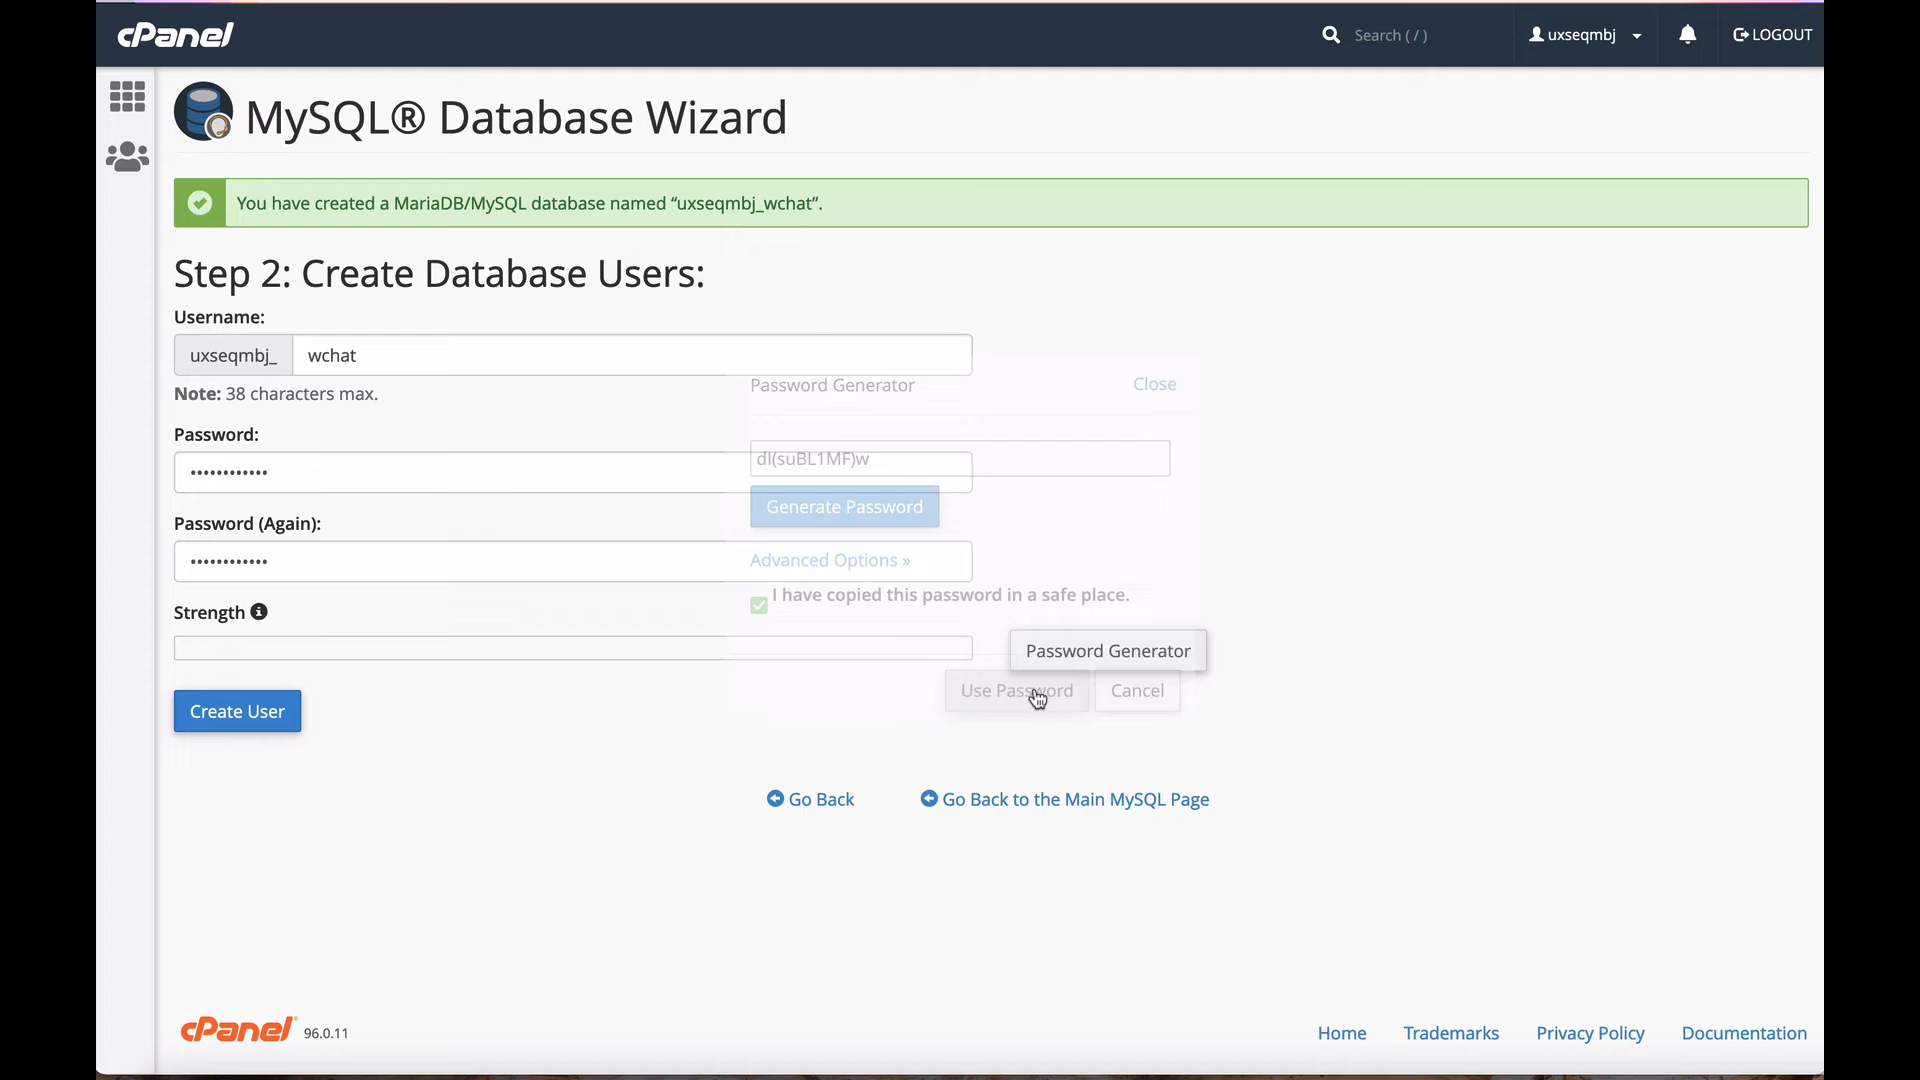 cPanel
Search ( / )
uxseqmbj
LOGOUT
MySQL® Database Wizard
You have created a MariaDB/MySQL database named “uxseqmbj_wchat”.
Step 2: Create Database Users:
Username:
uxseqmbj_ wchat
Note: 38 characters max.
Password Generator
Close
Password:
••••••••••••
dl(suBL1MF)w
Generate Password
Password (Again):
••••••••••••
Advanced Options »
I have copied this password in a safe place.
Strength
Password Generator
Use Password
Cancel
Create User
Go Back
Go Back to the Main MySQL Page
cPanel 96.0.11
Home
Trademarks
Privacy Policy
Documentation